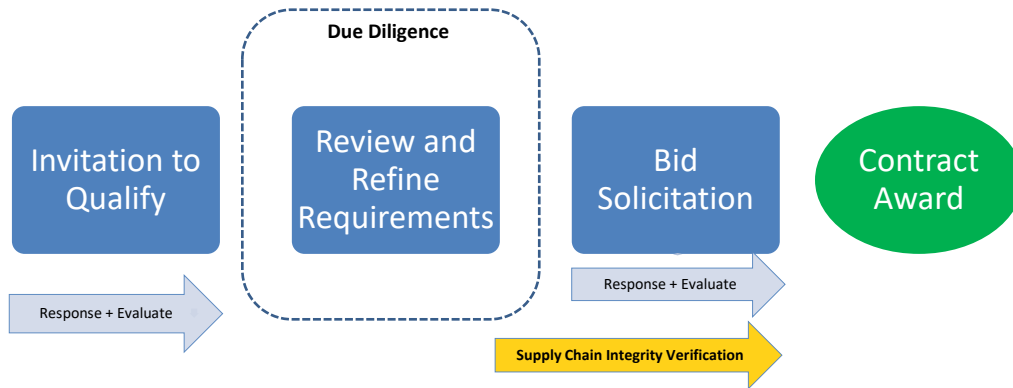 Due Diligence
Invitation to
Qualify
Review and
Refine
Requirements
Bid
Solicitation
Contract
Award
Response + Evaluate
Response + Evaluate
Supply Chain Integrity Verification